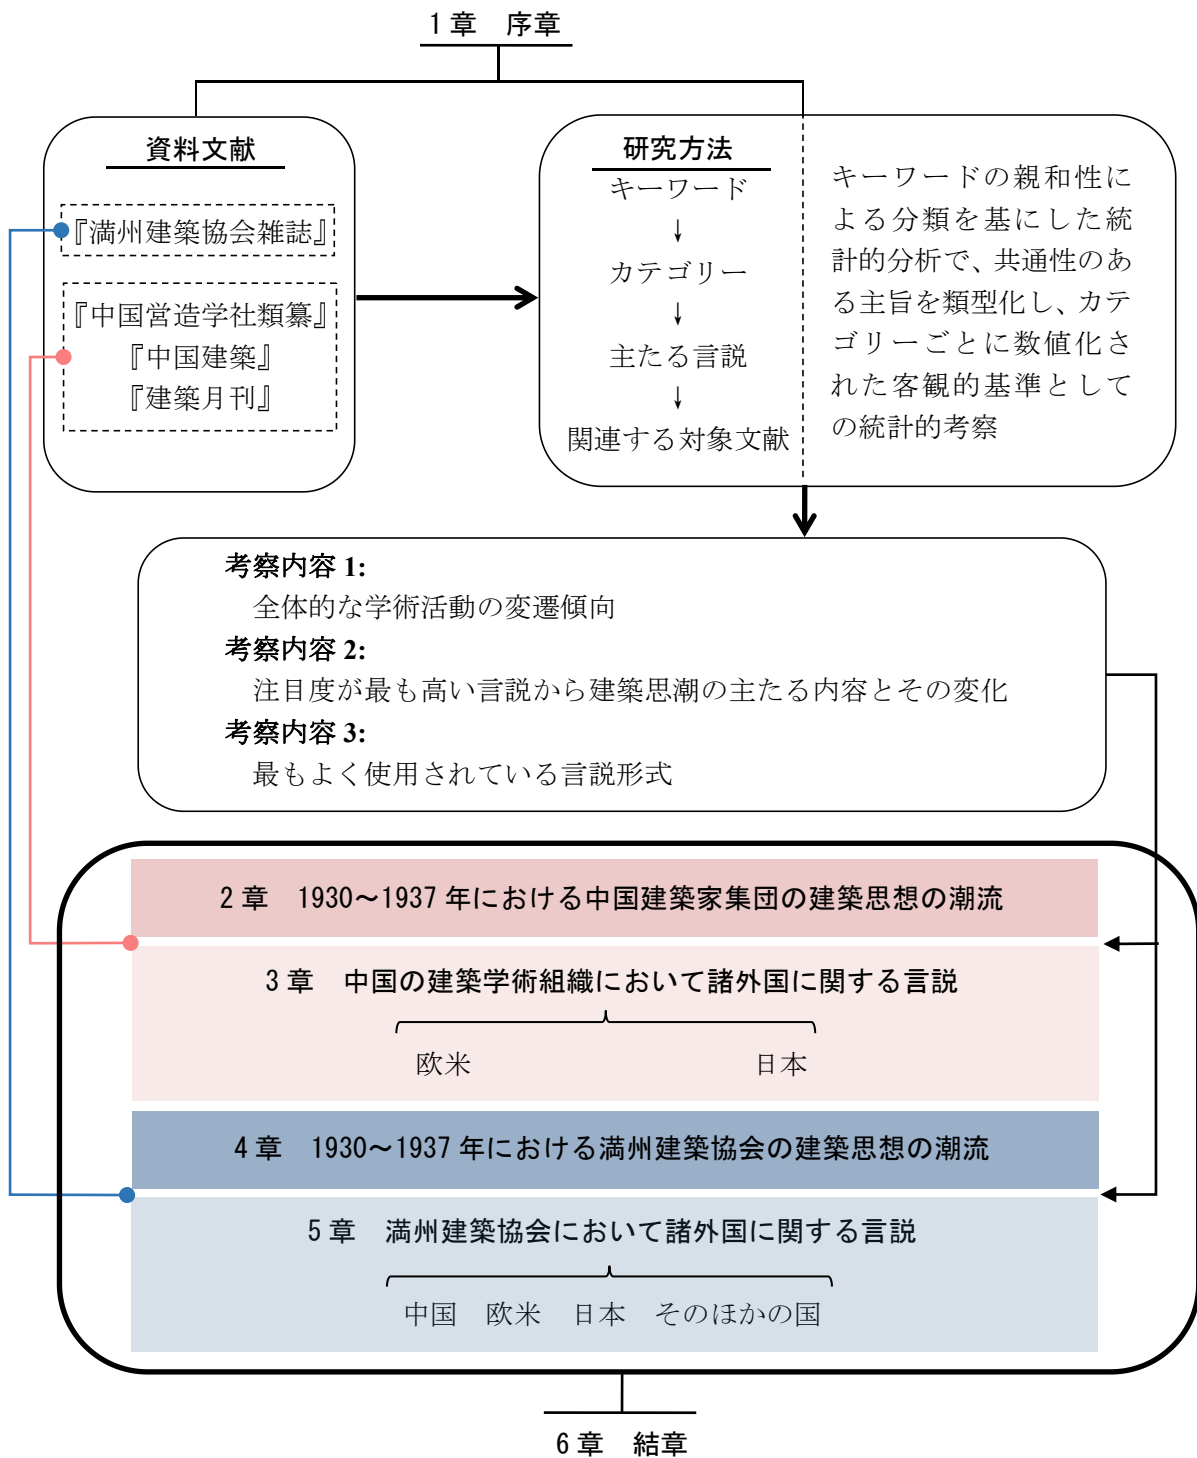 1章　序章
資料文献
『満州建築協会雑誌』
『中国営造学社類纂』
『中国建築』
『建築月刊』
研究方法
キーワード
↓
カテゴリー
↓
主たる言説
↓
関連する対象文献
キーワードの親和性に
よる分類を基にした統
計的分析で、共通性のあ
る主旨を類型化し、カテ
ゴリーごとに数値化さ
れた客観的基準として
の統計的考察
考察内容 1:
全体的な学術活動の変遷傾向
考察内容 2:
注目度が最も高い言説から建築思潮の主たる内容とその変化
考察内容 3:
最もよく使用されている言説形式
2章　1930～1937年における中国建築家集団の建築思想の潮流
3章　中国の建築学術組織において諸外国に関する言説
欧米　日本
4章　1930～1937年における満州建築協会の建築思想の潮流
5章　満州建築協会において諸外国に関する言説
中国　欧米　日本　そのほかの国
6章　結章